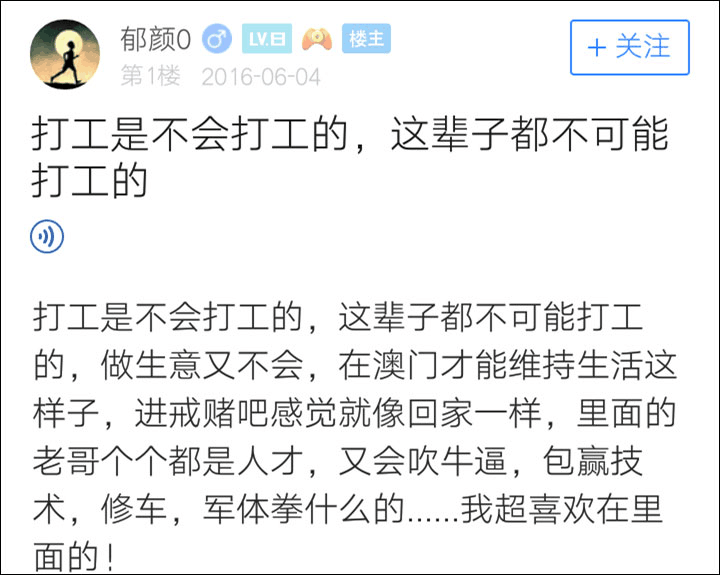 郁颜0 LV.日 楼主
+ 关注
第1楼 2016-06-04
打工是不会打工的，这辈子都不可能
打工的
打工是不会打工的，这辈子都不可能打工
的，做生意又不会，在澳门才能维持生活这
样子，进戒赌吧感觉就像回家一样，里面的
老哥个个都是人才，又会吹牛逼，包赢技
术，修车，军体拳什么的......我超喜欢在里
面的！